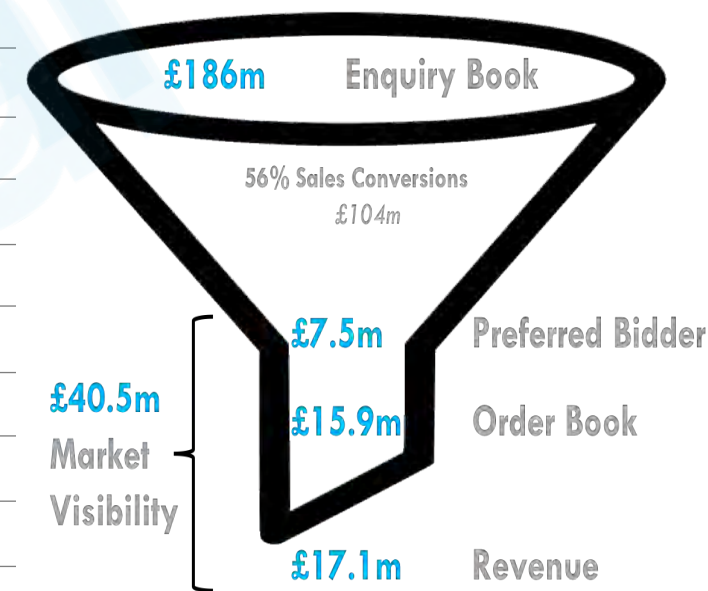 £186m Enquiry Book
56% Sales Conversions
£104m
£7.5m Preferred Bidder
£40.5m
£15.9m Order Book
Market
Visibility
£17.1m Revenue